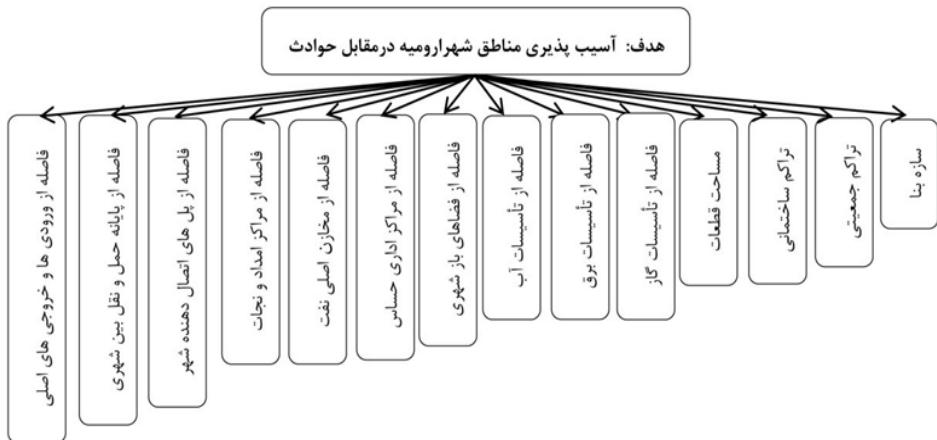 هدف: آسیب پذیری مناطق شهرارومیه درمقابل حوادث
سازه بنا
تراکم جمعیتی
تراکم ساختمانی
مساحت قطعات
فاصله از تأسیسات گاز
فاصله از تأسیسات برق
فاصله از تأسیسات آب
فاصله از فضاهای باز شهری
فاصله از مراکز اداری حساس
فاصله از مخازن اصلی نفت
فاصله از مراکز امداد و نجات
فاصله از پل های اتصال دهنده شهر
فاصله از پایانه حمل و نقل بین شهری
فاصله از ورودی ها و خروجی های اصلی